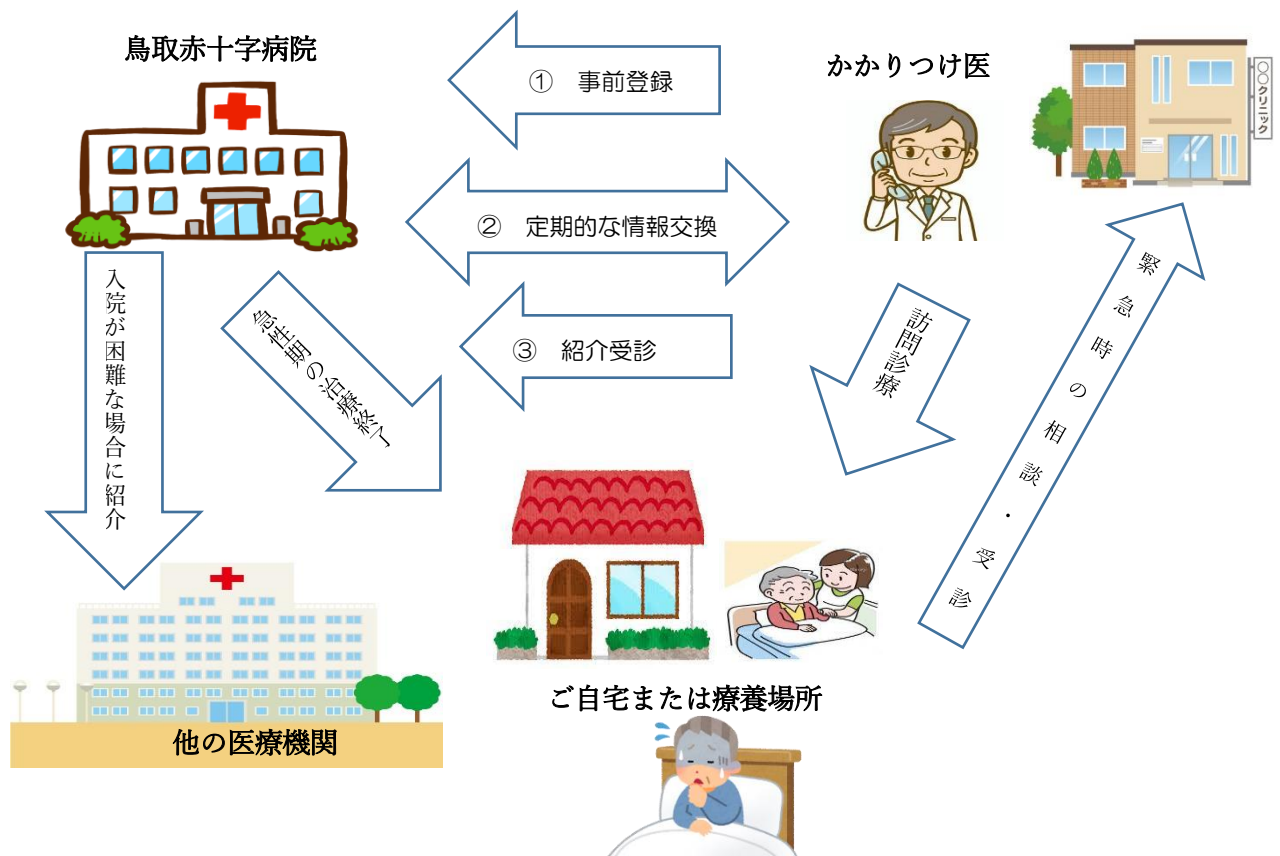 鳥取赤十字病院
① 事前登録
かかりつけ医
〇〇クリニック
② 定期的な情報交換
③ 紹介受診
入院が困難な場合に紹介
急性期の治療終了
訪問診療
緊急時の相談・受診
ご自宅または療養場所
他の医療機関